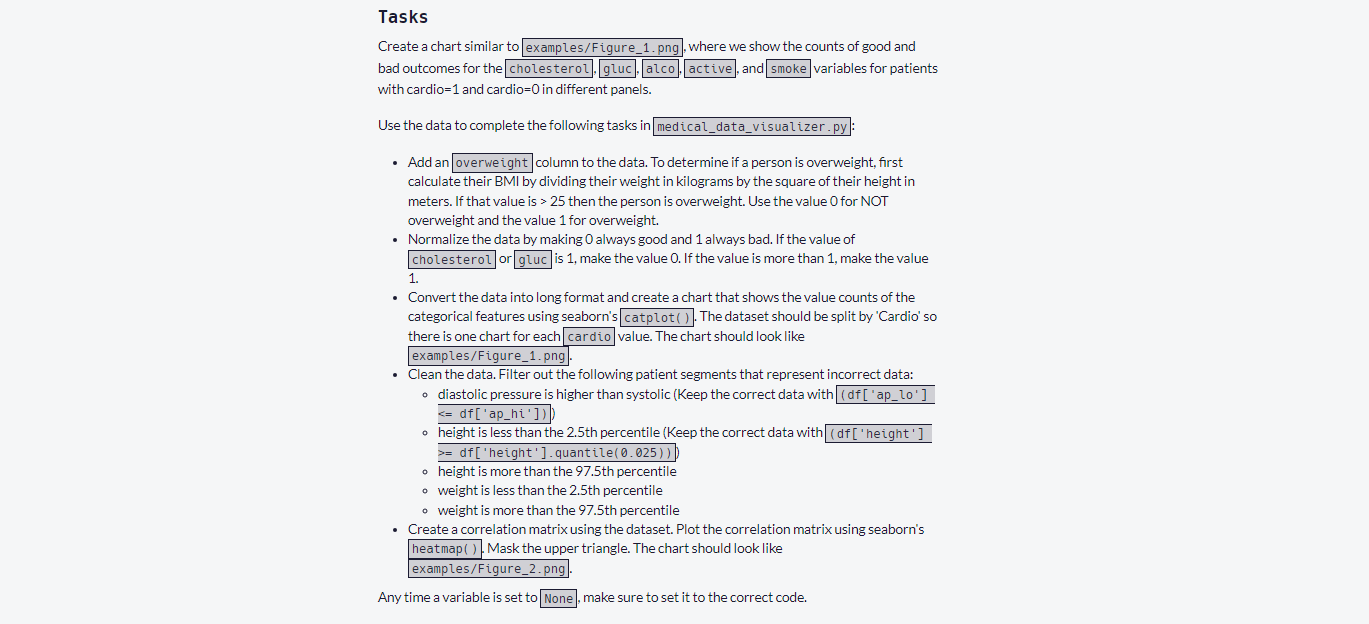 Tasks
Create a chart similar to examples/Figure_1.png, where we show the counts of good and
bad outcomes for the cholesterol, gluc, alco, active, and smoke variables for patients
with cardio=1 and cardio=0 in different panels.
Use the data to complete the following tasks in medical_data_visualizer.py:
• Add an overweight column to the data. To determine if a person is overweight, first
calculate their BMI by dividing their weight in kilograms by the square of their height in
meters. If that value is > 25 then the person is overweight. Use the value 0 for NOT
overweight and the value 1 for overweight.
• Normalize the data by making 0 always good and 1 always bad. If the value of
cholesterol or gluc is 1, make the value 0. If the value is more than 1, make the value
1.
• Convert the data into long format and create a chart that shows the value counts of the
categorical features using seaborn's catplot(). The dataset should be split by 'Cardio' so
there is one chart for each cardio value. The chart should look like
examples/Figure_1.png.
• Clean the data. Filter out the following patient segments that represent incorrect data:
◦ diastolic pressure is higher than systolic (Keep the correct data with (df['ap_lo']
<= df['ap_hi']))
◦ height is less than the 2.5th percentile (Keep the correct data with (df['height']
>= df['height'].quantile(0.025)))
◦ height is more than the 97.5th percentile
◦ weight is less than the 2.5th percentile
◦ weight is more than the 97.5th percentile
• Create a correlation matrix using the dataset. Plot the correlation matrix using seaborn's
heatmap(). Mask the upper triangle. The chart should look like
examples/Figure_2.png.
Any time a variable is set to None, make sure to set it to the correct code.